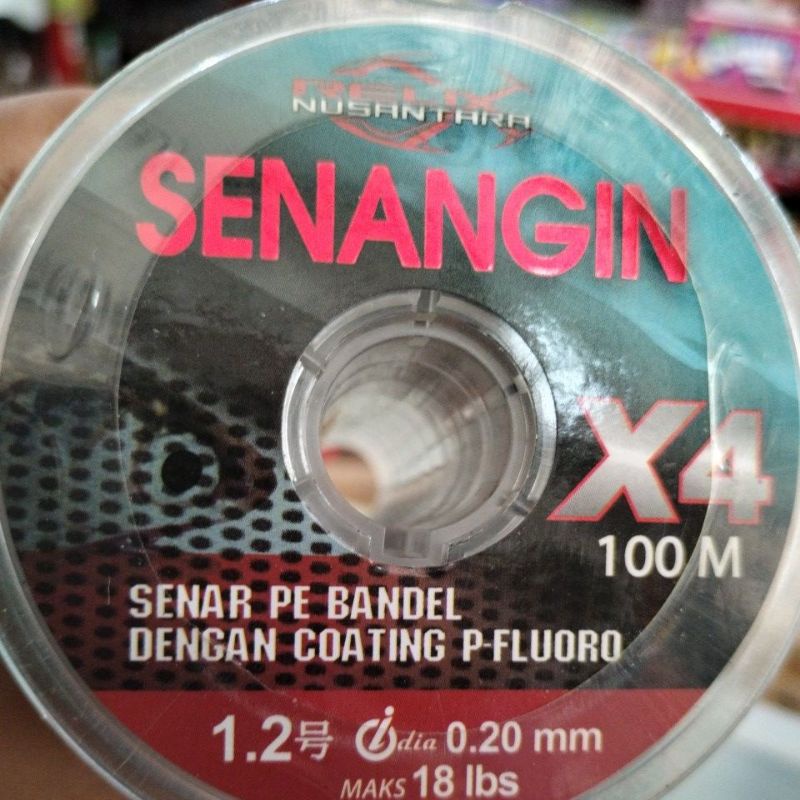 RELIX
NUSANTARA
SENANGIN
X4
100 M
SENAR PE BANDEL
DENGAN COATING P-FLUORO
1.2号 dia 0.20 mm
MAKS 18 lbs